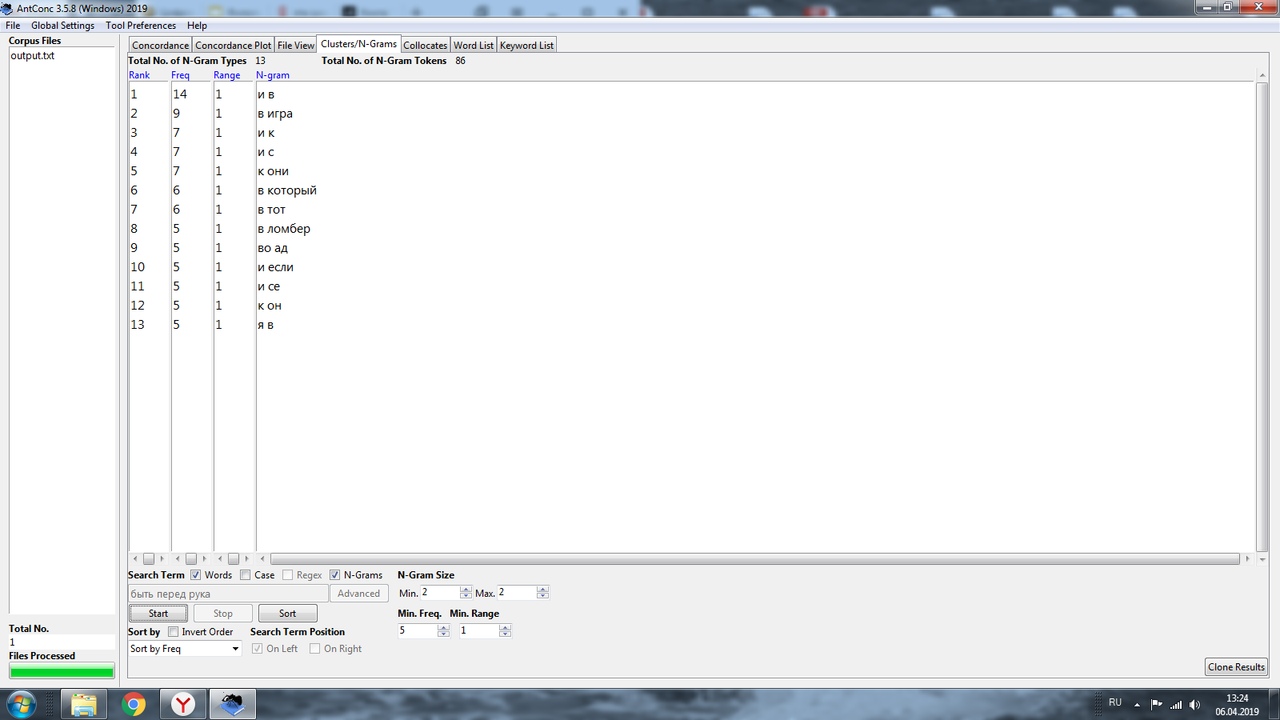 AntConc 3.5.8 (Windows) 2019
File Global Settings Tool Preferences Help
Corpus Files
output.txt
Concordance Concordance Plot File View Clusters/N-Grams Collocates Word List Keyword List
Total No. of N-Gram Types 13 Total No. of N-Gram Tokens 86
Rank Freq Range N-gram
1 14 1 и в
2 9 1 в игра
3 7 1 и к
4 7 1 и с
5 7 1 к они
6 6 1 в который
7 6 1 в тот
8 5 1 в ломбер
9 5 1 во ад
10 5 1 и если
11 5 1 и се
12 5 1 к он
13 5 1 я в
Search Term Words Case Regex N-Grams N-Gram Size
быть перед рука Advanced Min. 2 Max. 2
Start Stop Sort Min. Freq. Min. Range
Sort by Invert Order Search Term Position 5 1
Sort by Freq On Left On Right
Total No.
1
Files Processed
Clone Results
RU 13:24
06.04.2019